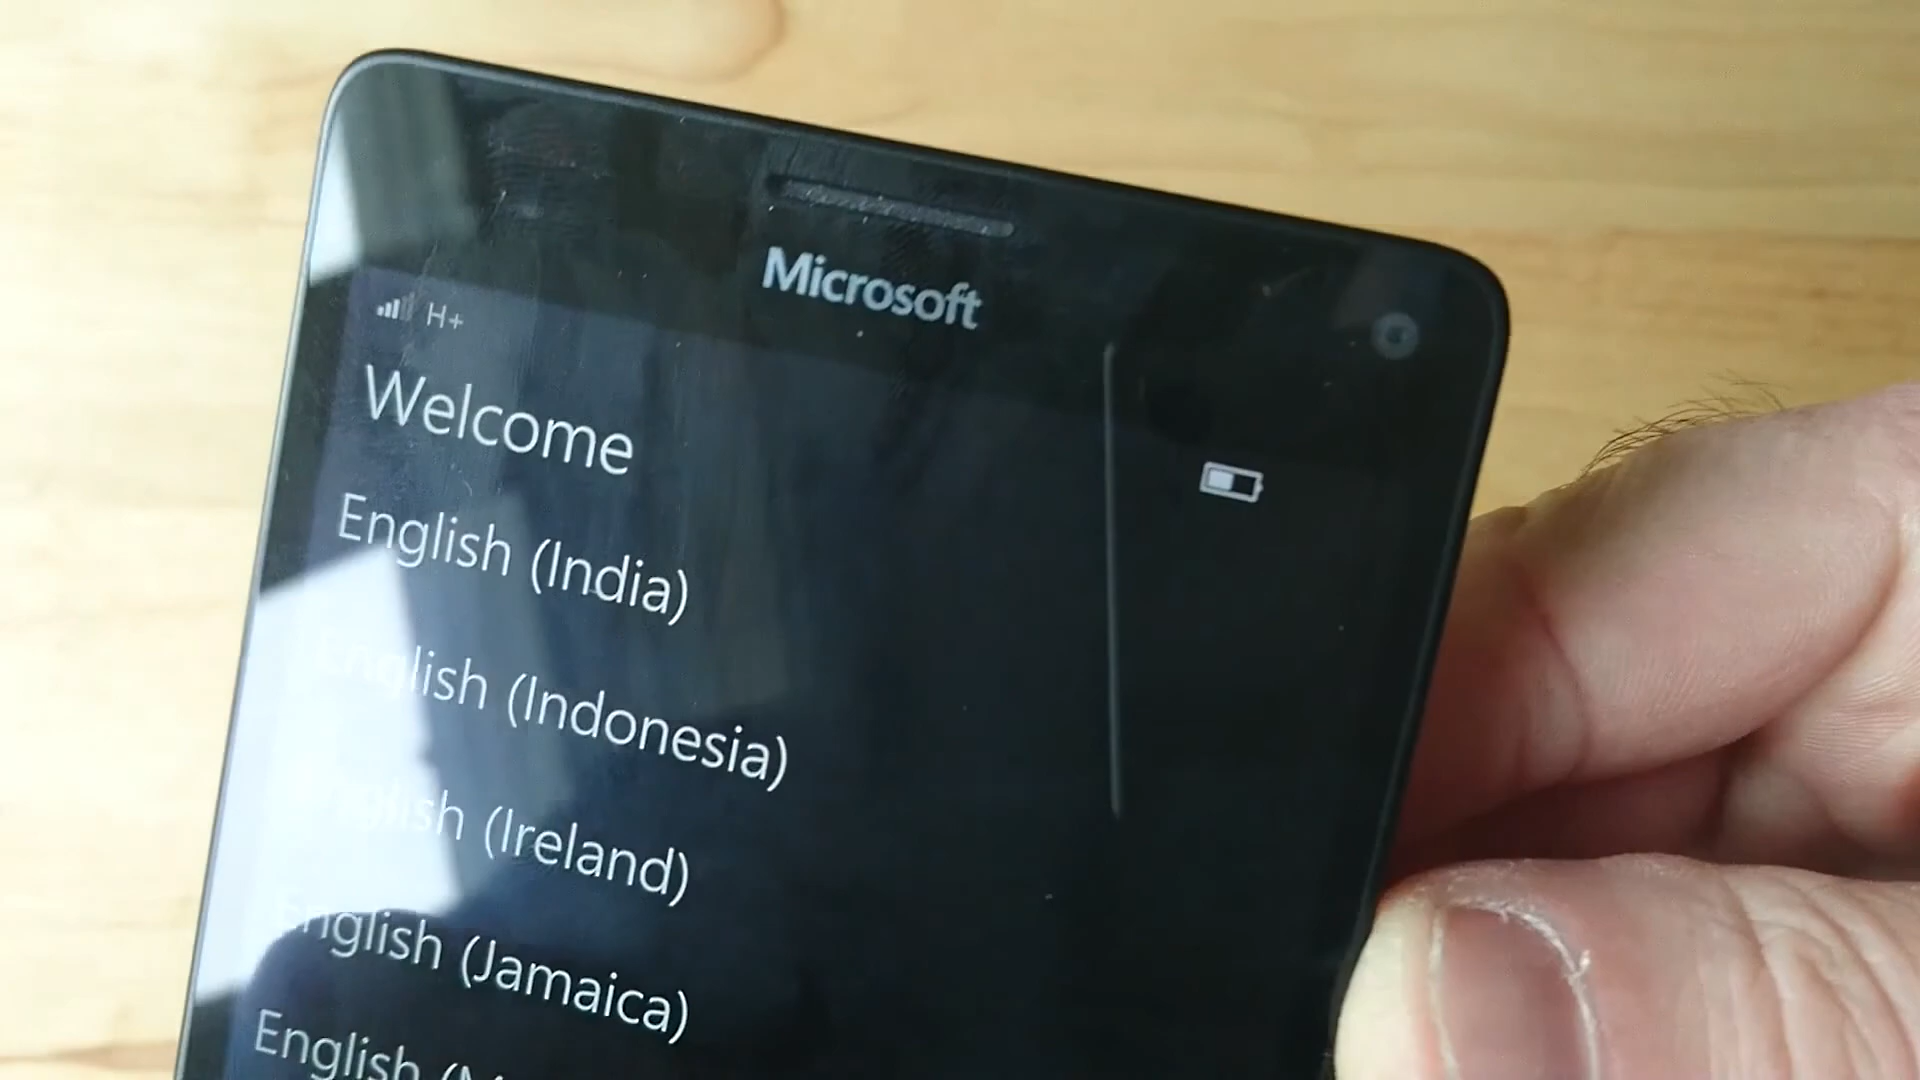 Microsoft
H+
Welcome
English (India)
English (Indonesia)
English (Ireland)
English (Jamaica)
English